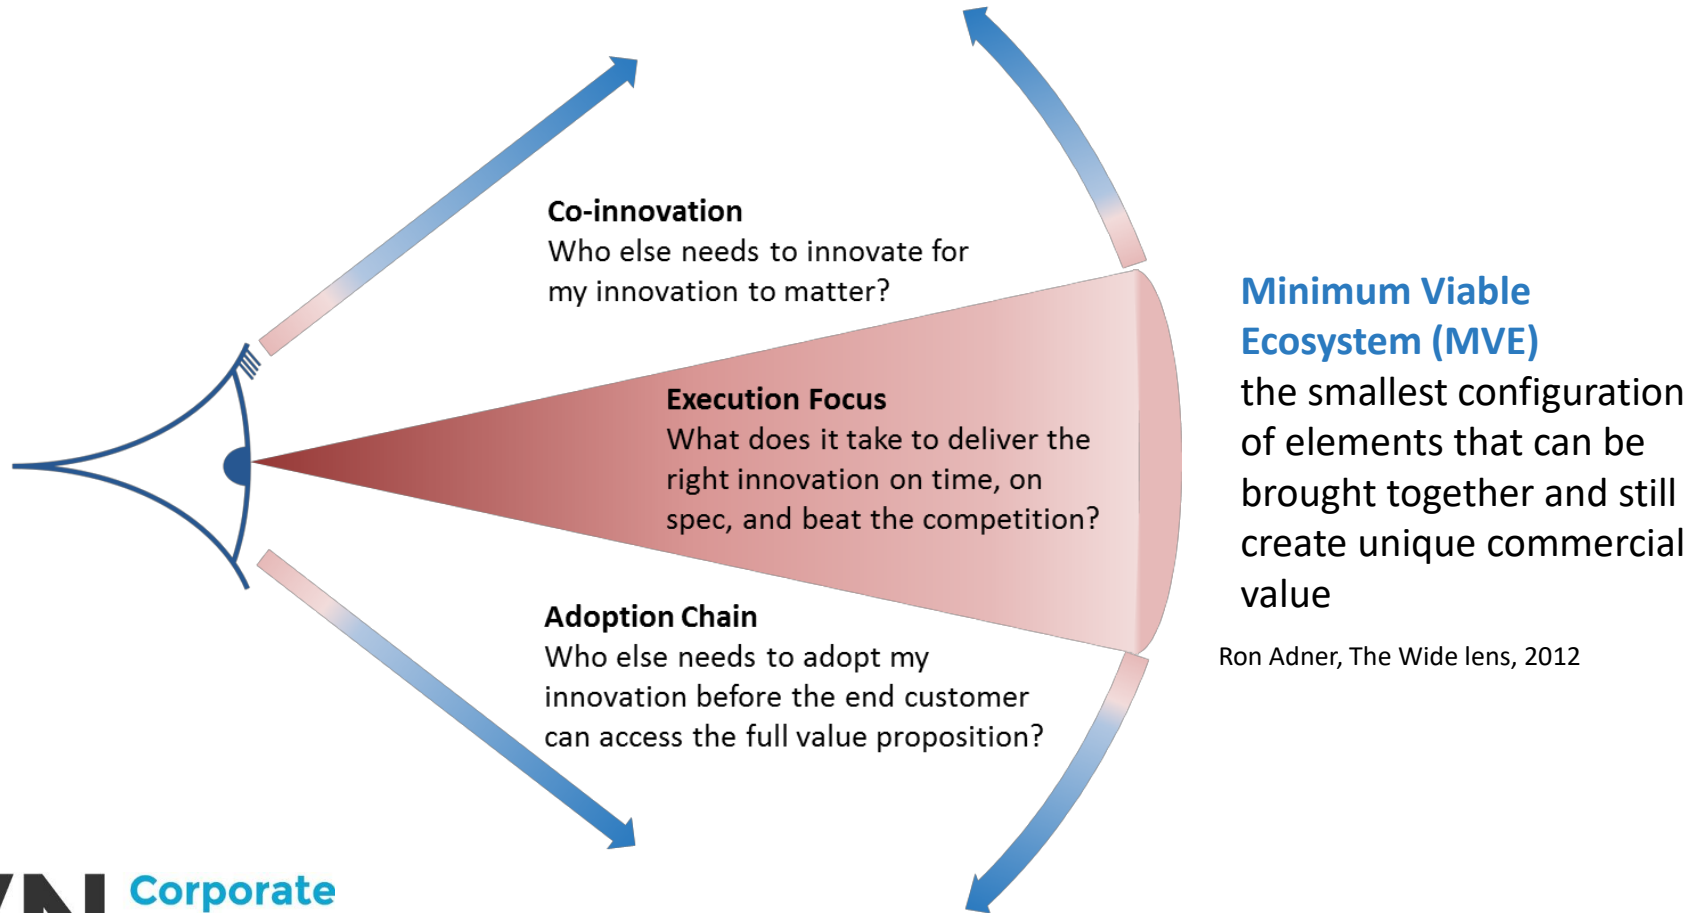 Co-innovation
Who else needs to innovate for
my innovation to matter?
Execution Focus
What does it take to deliver the
right innovation on time, on
spec, and beat the competition?
Adoption Chain
Who else needs to adopt my
innovation before the end customer
can access the full value proposition?
Minimum Viable
Ecosystem (MVE)
the smallest configuration
of elements that can be
brought together and still
create unique commercial
value
Ron Adner, The Wide lens, 2012
Corporate